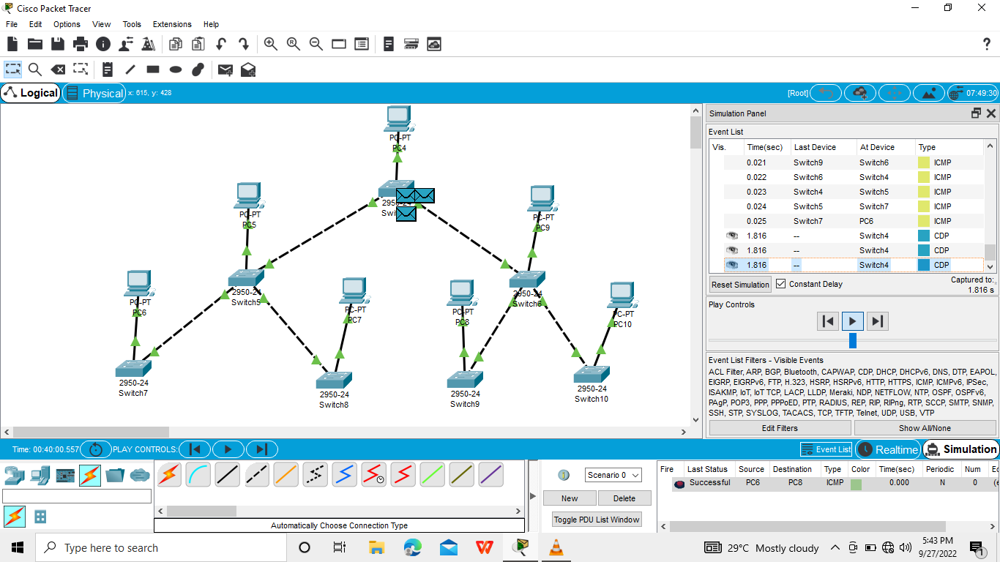 Cisco Packet Tracer
File Edit Options View Tools Extensions Help
?
Logical Physical x: 615, y: 428 [Root] 07:49:30
PC-PT
PC4
2950-24
PC-PT
PC5
PC-PT
PC9
2950-24
Switch5
2950-24
Switch6
PC-PT
PC6
PC-PT
PC7
PC-PT
PC8
PC-PT
PC10
2950-24
Switch7
2950-24
Switch8
2950-24
Switch9
2950-24
Switch10
Simulation Panel
Event List
Vis. Time(sec) Last Device At Device Type
0.021 Switch9 Switch6 ICMP
0.022 Switch6 Switch4 ICMP
0.023 Switch4 Switch5 ICMP
0.024 Switch5 Switch7 ICMP
0.025 Switch7 PC6 ICMP
1.816 -- Switch4 CDP
1.816 -- Switch4 CDP
1.816 -- Switch4 CDP
Reset Simulation Constant Delay Captured to:
1.816 s
Play Controls
Event List Filters - Visible Events
ACL Filter, ARP, BGP, Bluetooth, CAPWAP, CDP, DHCP, DHCPv6, DNS, DTP, EAPOL,
EIGRP, EIGRPv6, FTP, H.323, HSRP, HSRPv6, HTTP, HTTPS, ICMP, ICMPv6, IPSec,
ISAKMP, IoT, IoT TCP, LACP, LLDP, Meraki, NDP, NETFLOW, NTP, OSPF, OSPFv6,
PAgP, POP3, PPP, PPPoED, PTP, RADIUS, REP, RIP, RIPng, RTP, SCCP, SMTP, SNMP,
SSH, STP, SYSLOG, TACACS, TCP, TFTP, Telnet, UDP, USB, VTP
Edit Filters Show All/None
Time: 00:40:00.557 PLAY CONTROLS: Event List Realtime Simulation
Scenario 0
New Delete
Toggle PDU List Window
Fire Last Status Source Destination Type Color Time(sec) Periodic Num
Successful PC6 PC8 ICMP 0.000 N 0
Automatically Choose Connection Type
Type here to search
29°C Mostly cloudy
5:43 PM
9/27/2022
1